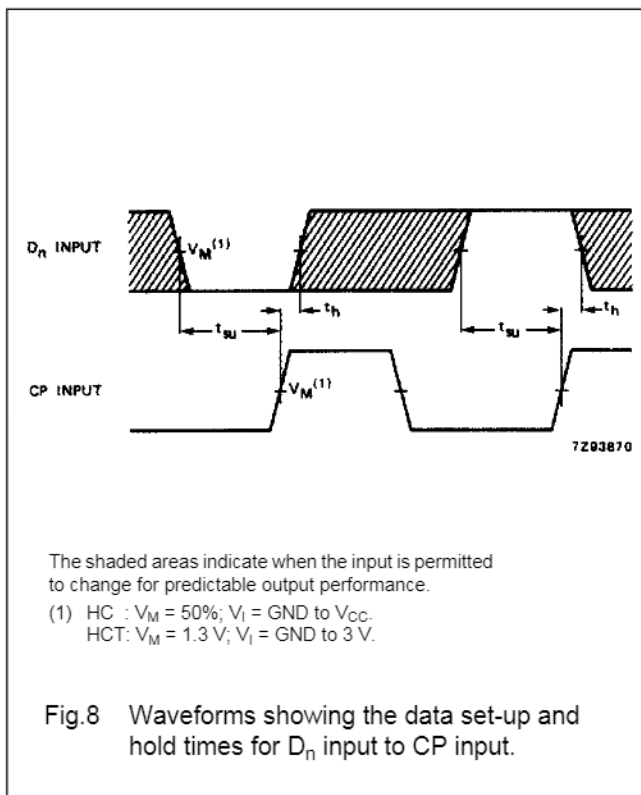 Dn INPUT
VM(1)
th
th
tsu
tsu
CP INPUT
VM(1)
7Z93870
The shaded areas indicate when the input is permitted
to change for predictable output performance.
(1) HC : VM = 50%; VI = GND to VCC.
HCT: VM = 1.3 V; VI = GND to 3 V.
Fig.8 Waveforms showing the data set-up and
hold times for Dn input to CP input.